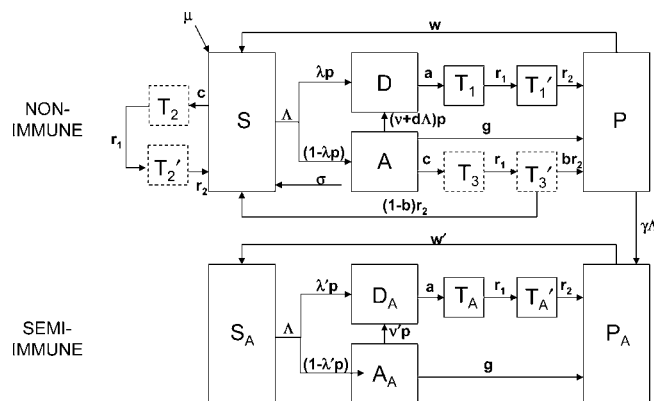 μ
w
NON-
IMMUNE
S
λp
D
a
T₁
r₁
T₁′
r₂
P
c
T₂
Λ
(ν+dΛ)p
g
r₁
T₂′
r₂
(1-λp)
A
c
T₃
r₁
T₃′
br₂
σ
(1-b)r₂
γΛ
w′
SEMI-
IMMUNE
S_A
λ′p
D_A
a
T_A
r₁
T_A′
r₂
P_A
Λ
ν′p
(1-λ′p)
A_A
g